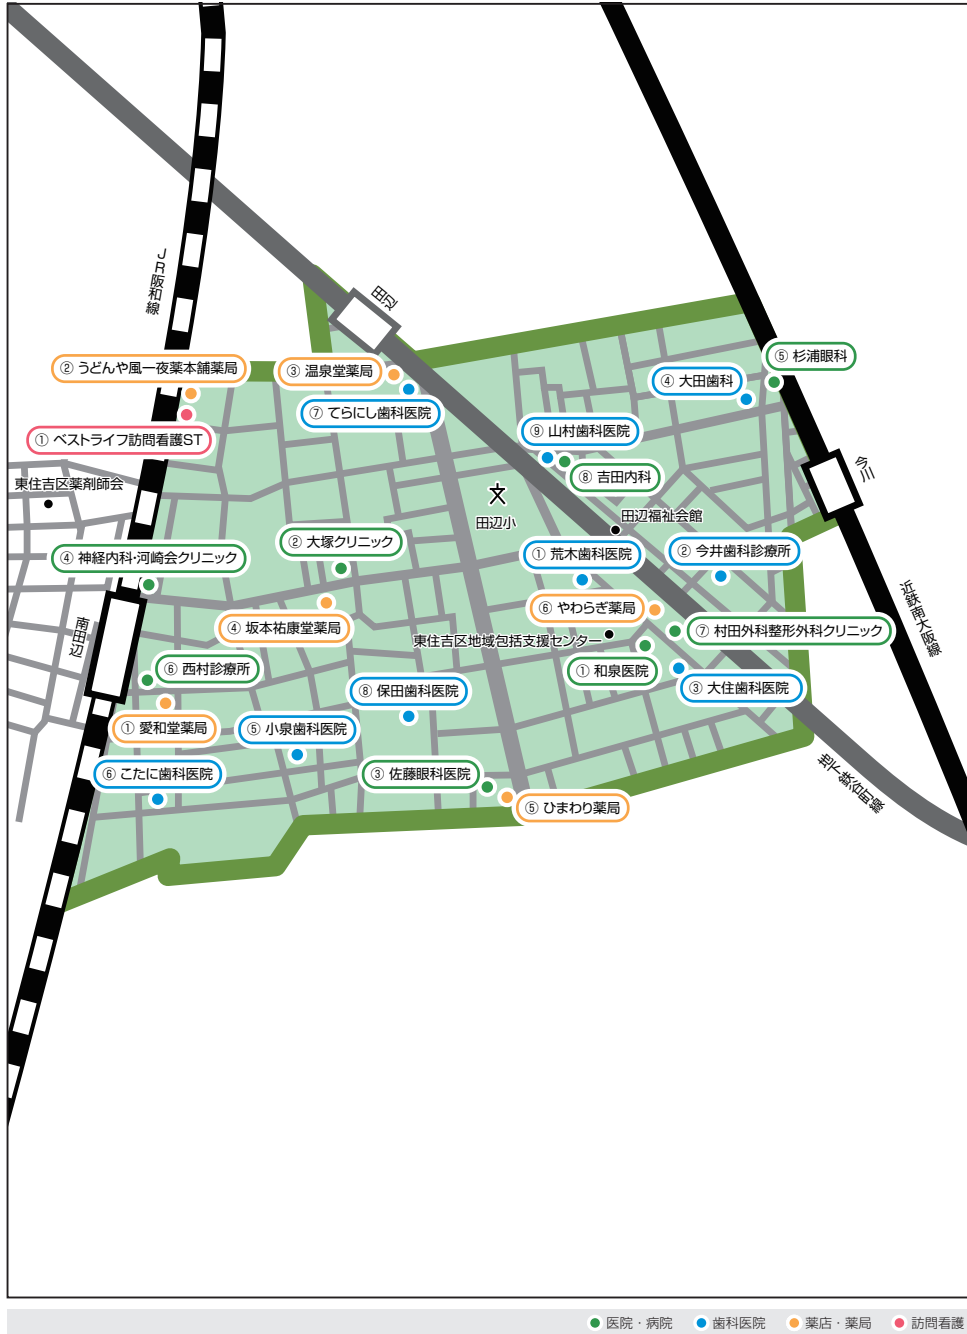 JR阪和線
田辺
② うどんや風一夜薬本舗薬局
③ 温泉堂薬局
⑤ 杉浦眼科
④ 大田歯科
⑦ てらにし歯科医院
① ベストライフ訪問看護ST
⑨ 山村歯科医院
今川
⑧ 吉田内科
東住吉区薬剤師会
文
田辺小
田辺福祉会館
② 大塚クリニック
④ 神経内科・河崎会クリニック
① 荒木歯科医院
② 今井歯科診療所
近鉄南大阪線
南田辺
④ 坂本祐康堂薬局
⑥ やわらぎ薬局
東住吉区地域包括支援センター
⑦ 村田外科整形外科クリニック
⑥ 西村診療所
① 和泉医院
⑧ 保田歯科医院
③ 大住歯科医院
① 愛和堂薬局
⑤ 小泉歯科医院
⑥ こたに歯科医院
③ 佐藤眼科医院
地下鉄谷町線
⑤ ひまわり薬局
医院・病院 歯科医院 薬店・薬局 訪問看護